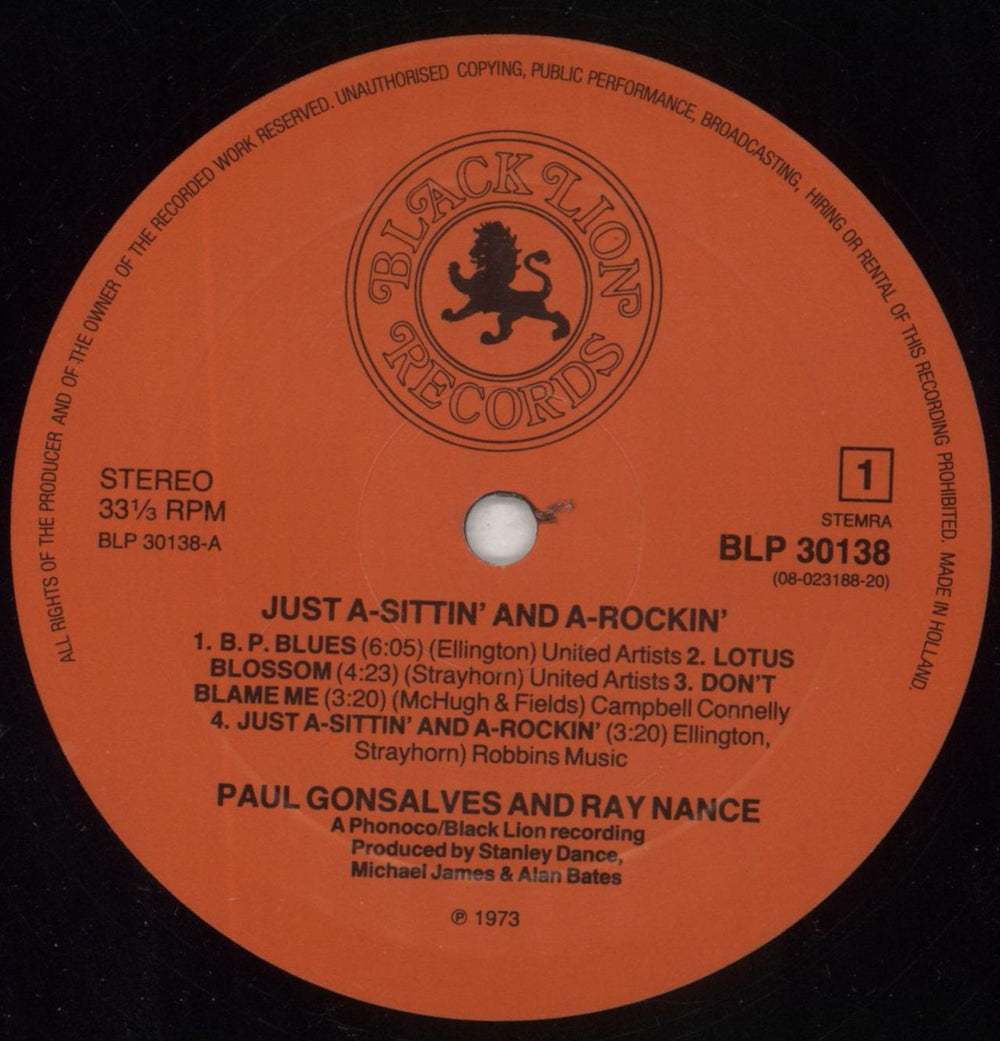 ALL RIGHTS OF THE PRODUCER AND OF THE OWNER OF THE RECORDED WORK RESERVED. UNAUTHORISED COPYING, PUBLIC PERFORMANCE, BROADCASTING, HIRING OR RENTAL OF THIS RECORDING PROHIBITED. MADE IN HOLLAND.
BLACK LION
RECORDS
STEREO
33⅓ RPM
BLP 30138-A
1
STEMRA
BLP 30138
(08-023188-20)
JUST A-SITTIN' AND A-ROCKIN'
1. B. P. BLUES (6:05) (Ellington) United Artists 2. LOTUS
BLOSSOM (4:23) (Strayhorn) United Artists 3. DON'T
BLAME ME (3:20) (McHugh & Fields) Campbell Connelly
4. JUST A-SITTIN' AND A-ROCKIN' (3:20) Ellington,
Strayhorn) Robbins Music
PAUL GONSALVES AND RAY NANCE
A Phonoco/Black Lion recording
Produced by Stanley Dance,
Michael James & Alan Bates
℗ 1973